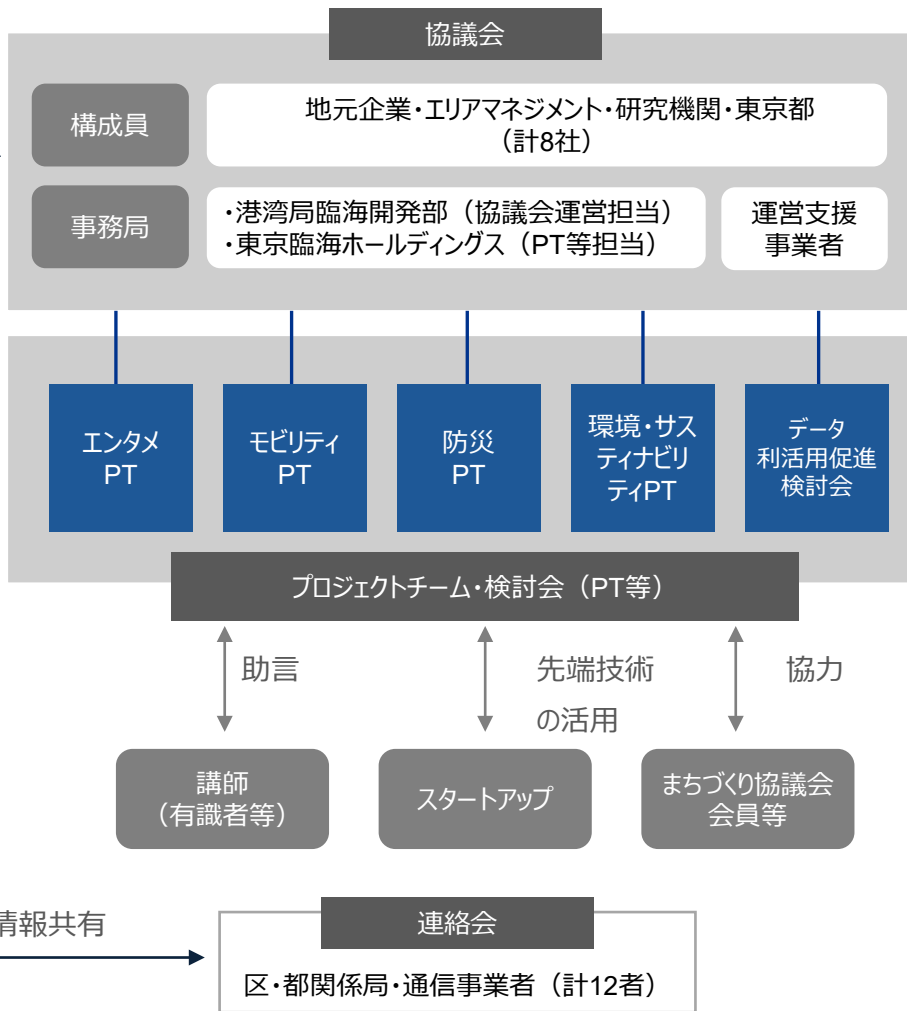 協議会
構成員
地元企業・エリアマネジメント・研究機関・東京都
（計8社）
事務局
・港湾局臨海開発部（協議会運営担当）
・東京臨海ホールディングス（PT等担当）
運営支援
事業者
エンタメ
PT
モビリティ
PT
防災
PT
環境・サス
ティナビリ
ティPT
データ
利活用促進
検討会
プロジェクトチーム・検討会（PT等）
助言
先端技術
の活用
協力
講師
（有識者等）
スタートアップ
まちづくり協議会
会員等
情報共有
連絡会
区・都関係局・通信事業者（計12者）